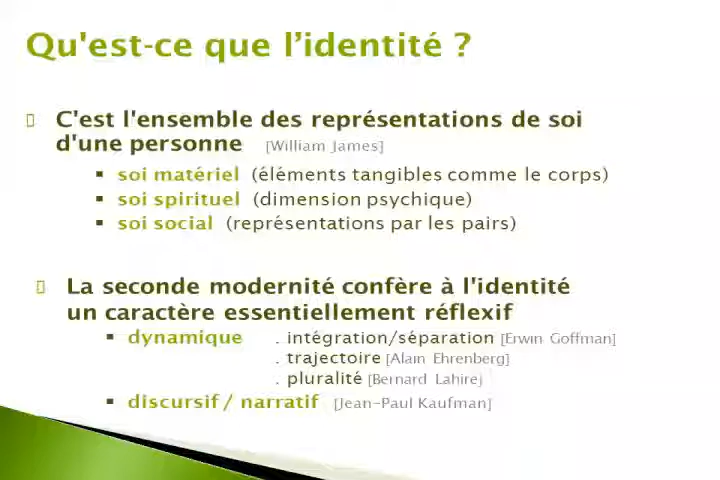 Qu'est-ce que l’identité ?
C'est l'ensemble des représentations de soi
d'une personne [William James]
▪ soi matériel (éléments tangibles comme le corps)
▪ soi spirituel (dimension psychique)
▪ soi social (représentations par les pairs)
La seconde modernité confère à l'identité
un caractère essentiellement réflexif
▪ dynamique . intégration/séparation [Erwin Goffman]
. trajectoire [Alain Ehrenberg]
. pluralité [Bernard Lahire]
▪ discursif / narratif [Jean-Paul Kaufman]